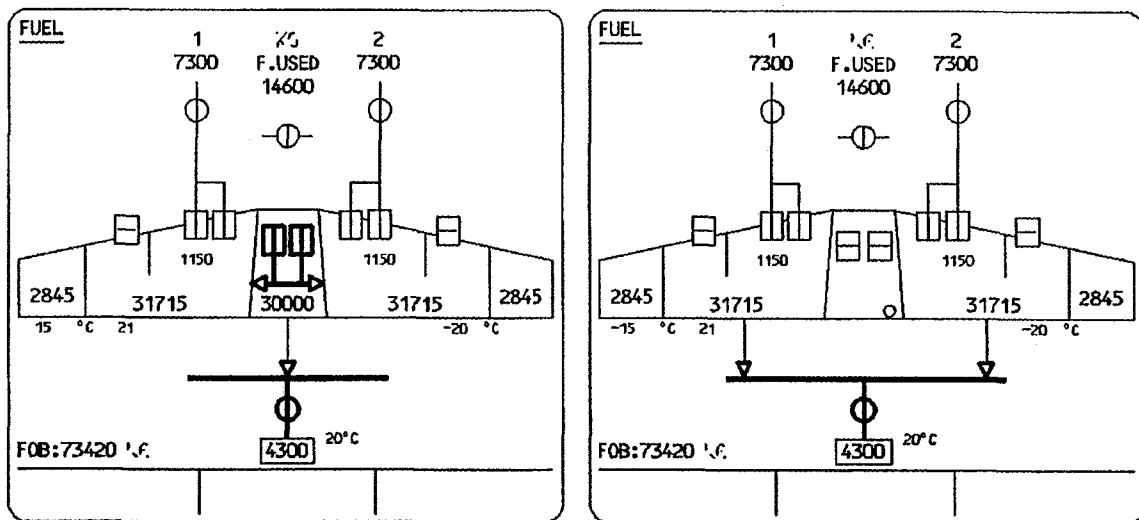 FUEL
1 KG 2
7300 F.USED 7300
14600
1150 1150
2845 31715 30000 31715 2845
15 °C 21 -20 °C
20°C
FOB:73420
4300
FUEL
1 2
7300 F.USED 7300
14600
1150 1150
2845 31715 0 31715 2845
-15 °C 21 -20 °C
20°C
FOB:73420
4300